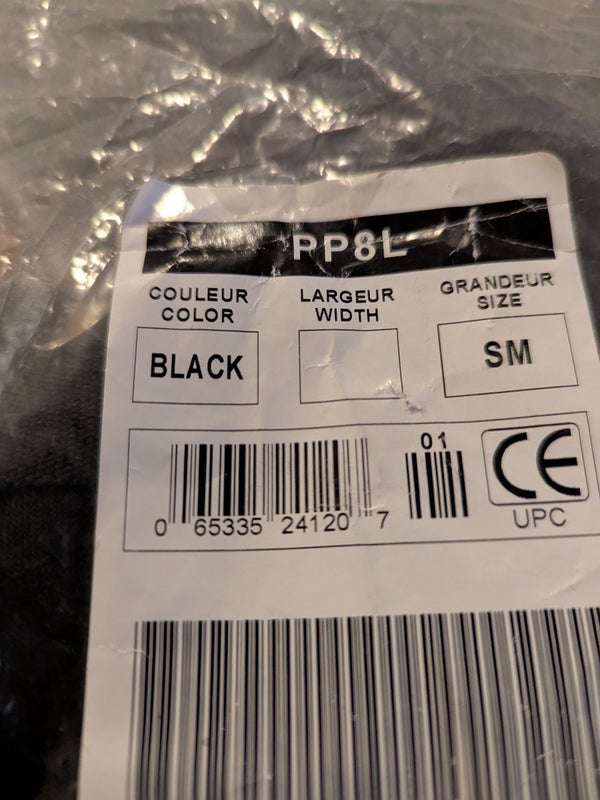 PP8L
COULEUR
COLOR
LARGEUR
WIDTH
GRANDEUR
SIZE
BLACK
SM
01
CE
0 65335 24120 7
UPC